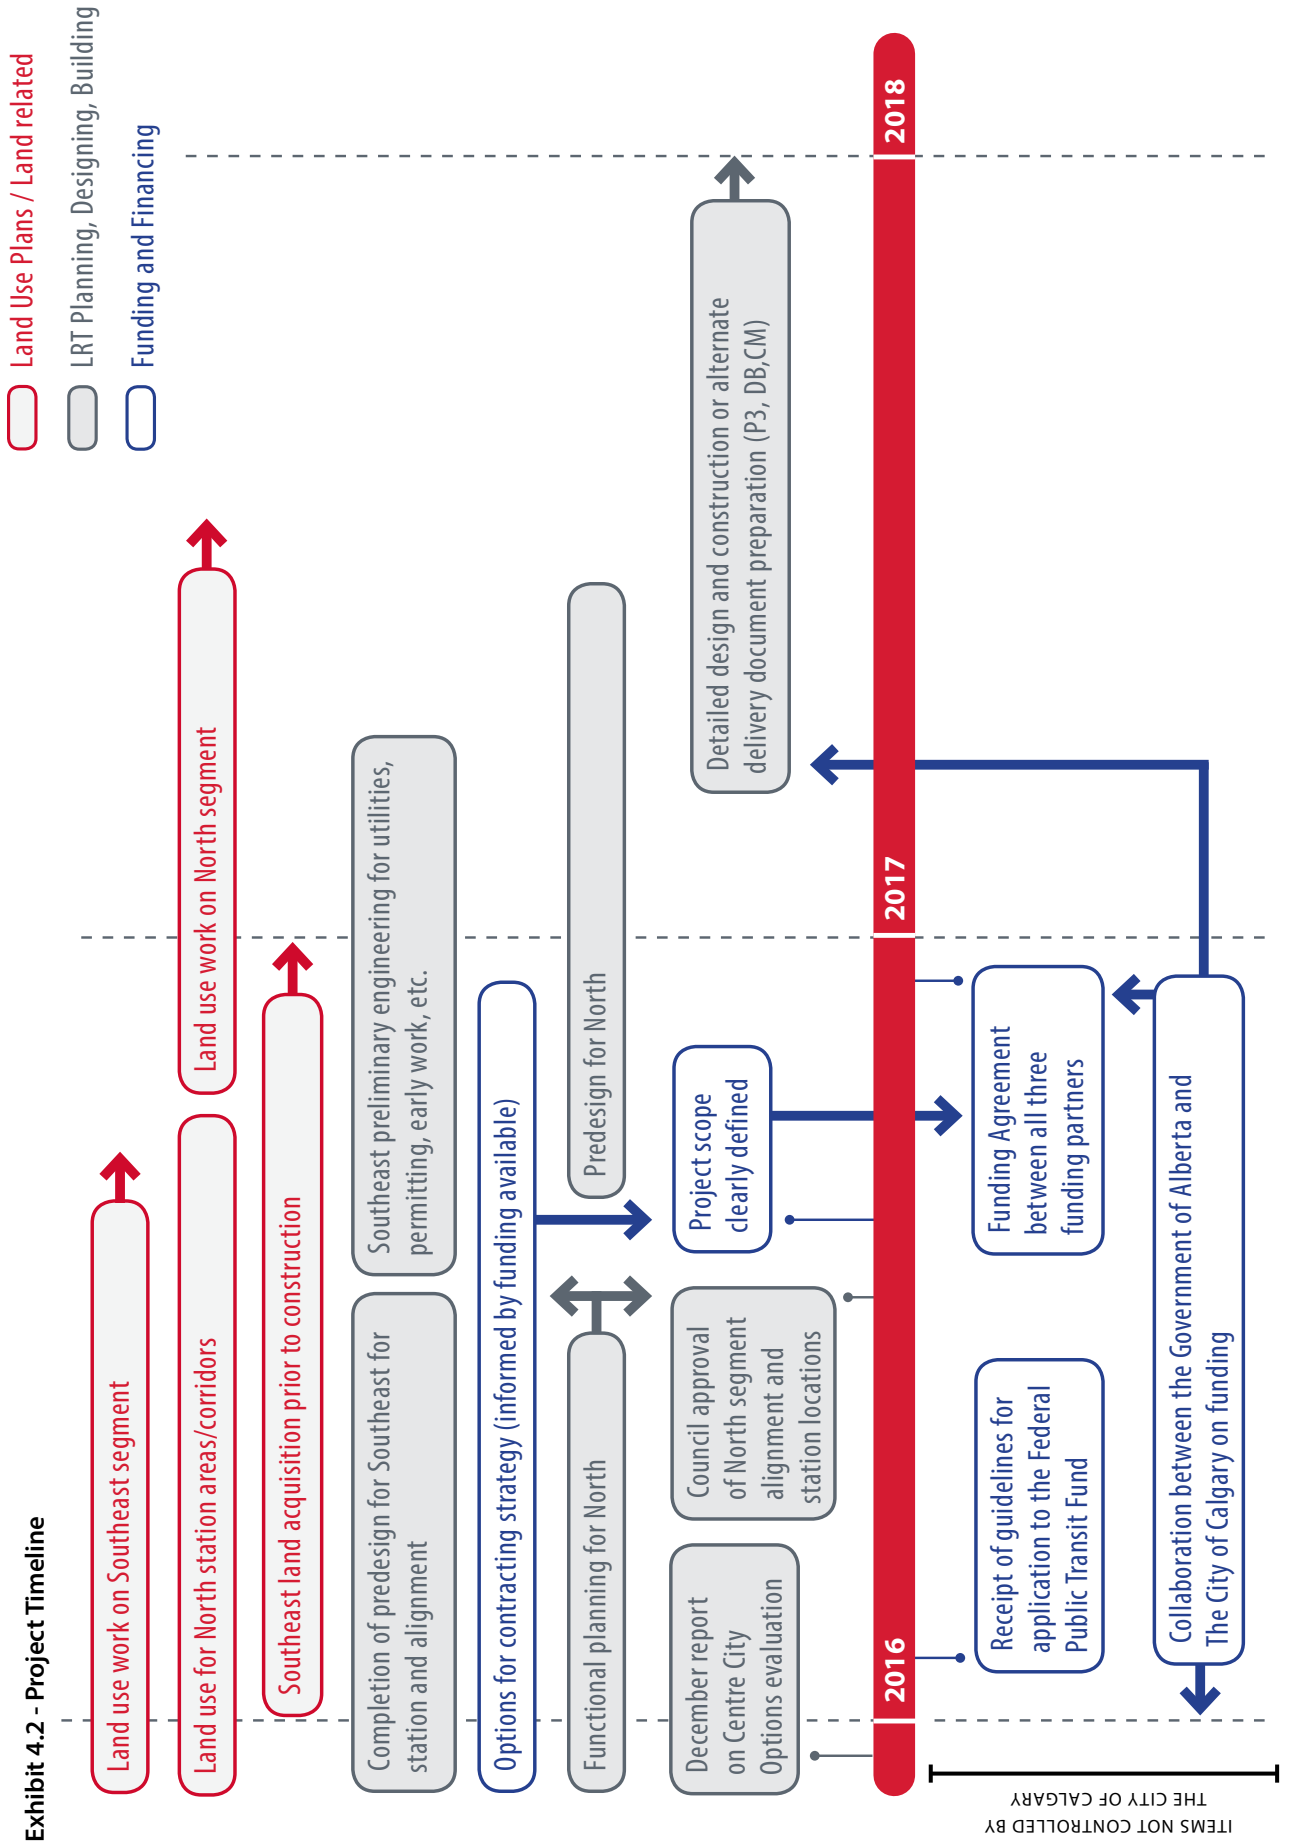 Exhibit 4.2 - Project Timeline
Land Use Plans / Land related
LRT Planning, Designing, Building
Funding and Financing
Land use work on Southeast segment
Land use for North station areas/corridors
Land use work on North segment
Southeast land acquisition prior to construction
Completion of predesign for Southeast for
station and alignment
Southeast preliminary engineering for utilities,
permitting, early work, etc.
Options for contracting strategy (informed by funding available)
Functional planning for North
Predesign for North
December report
on Centre City
Options evaluation
Council approval
of North segment
alignment and
station locations
Project scope
clearly defined
Detailed design and construction or alternate
delivery document preparation (P3, DB,CM)
2016
2017
2018
Receipt of guidelines for
application to the Federal
Public Transit Fund
Funding Agreement
between all three
funding partners
Collaboration between the Government of Alberta and
The City of Calgary on funding
ITEMS NOT CONTROLLED BY
THE CITY OF CALGARY